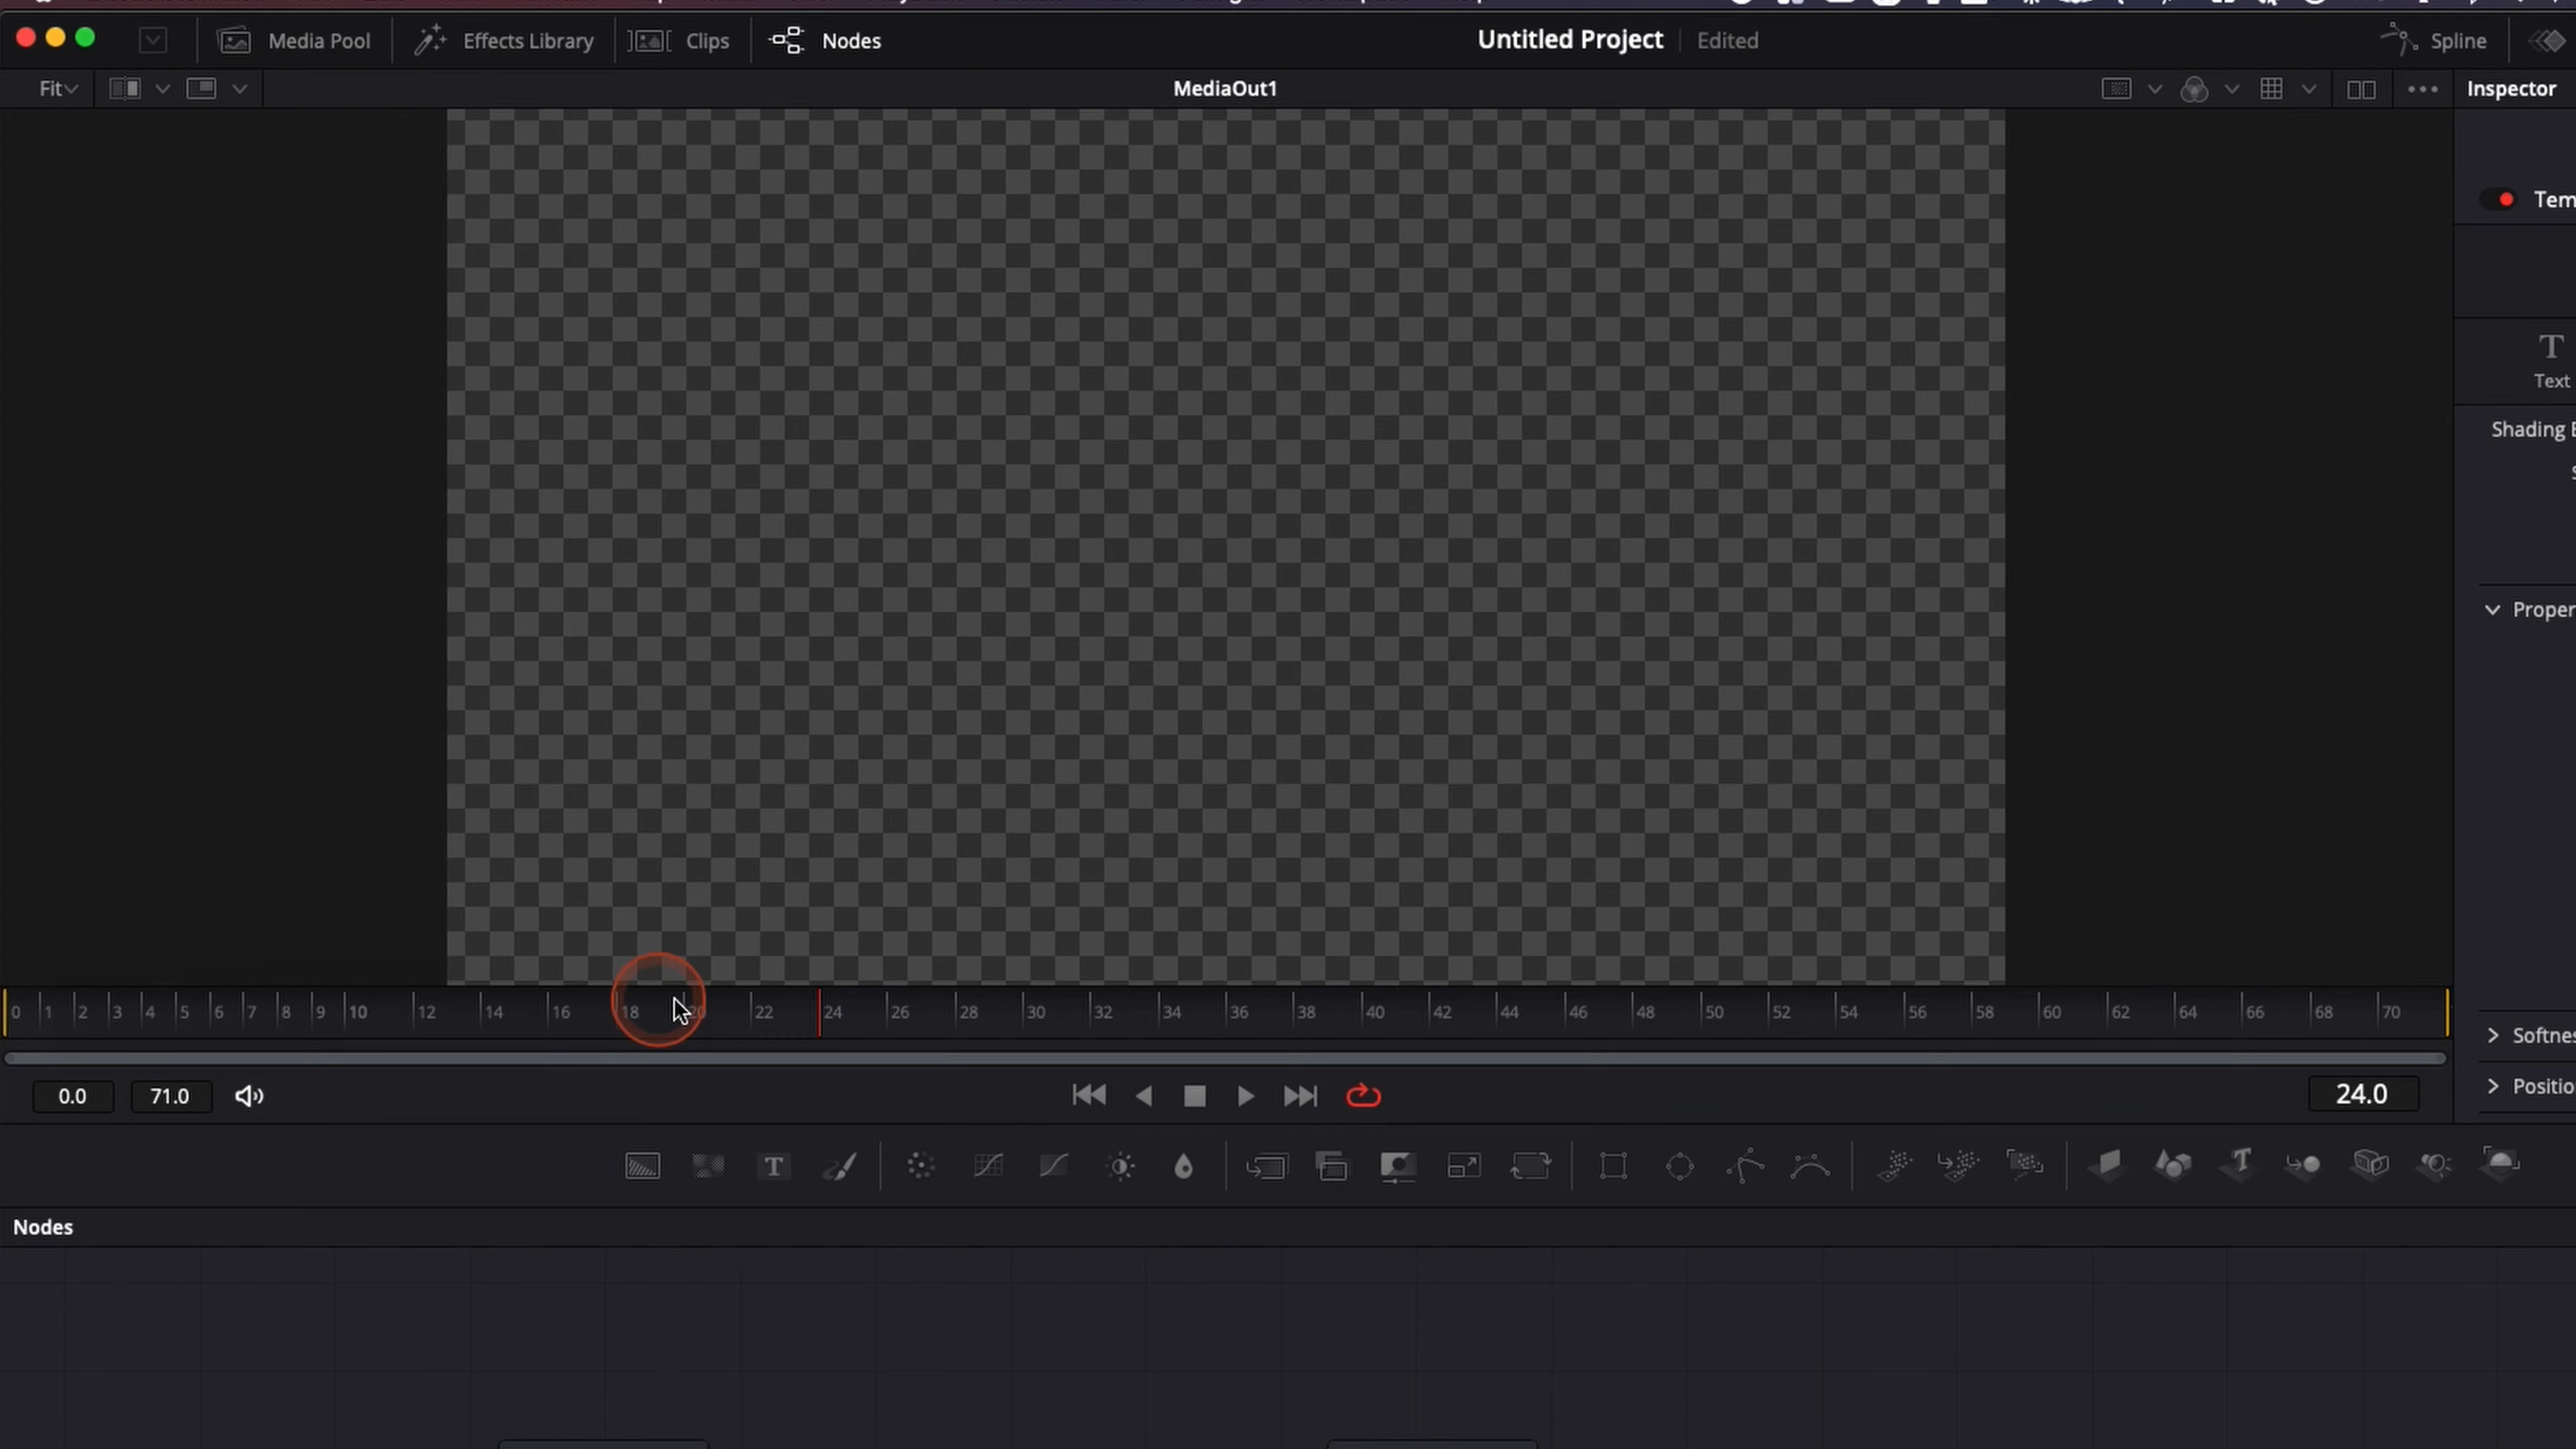 Media Pool Effects Library Clips Nodes Untitled Project Edited Spline
Fit MediaOut1 Inspector
Tem
T
Text
Shading E
Proper
0 1 2 3 4 5 6 7 8 9 10 12 14 16 18 20 22 24 26 28 30 32 34 36 38 40 42 44 46 48 50 52 54 56 58 60 62 64 66 68 70
Softnes
0.0 71.0 24.0
Positio
T T
Nodes